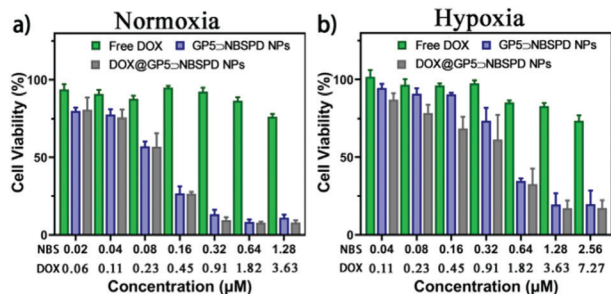 a) Normoxia
Free DOX GP5⊃NBSPD NPs
DOX@GP5⊃NBSPD NPs
Cell Viability (%)
100
50
0
NBS 0.02 0.04 0.08 0.16 0.32 0.64 1.28
DOX 0.06 0.11 0.23 0.45 0.91 1.82 3.63
Concentration (μM)
b) Hypoxia
Free DOX GP5⊃NBSPD NPs
DOX@GP5⊃NBSPD NPs
Cell Viability (%)
100
50
0
NBS 0.04 0.08 0.16 0.32 0.64 1.28 2.56
DOX 0.11 0.23 0.45 0.91 1.82 3.63 7.27
Concentration (μM)